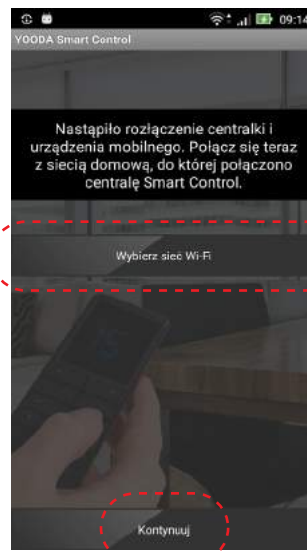 09:14
YOODA Smart Control
Nastąpiło rozłączenie centralki i
urządzenia mobilnego. Połącz się teraz
z siecią domową, do której połączono
centralę Smart Control.
Wybierz sieć Wi-Fi
Kontynuuj